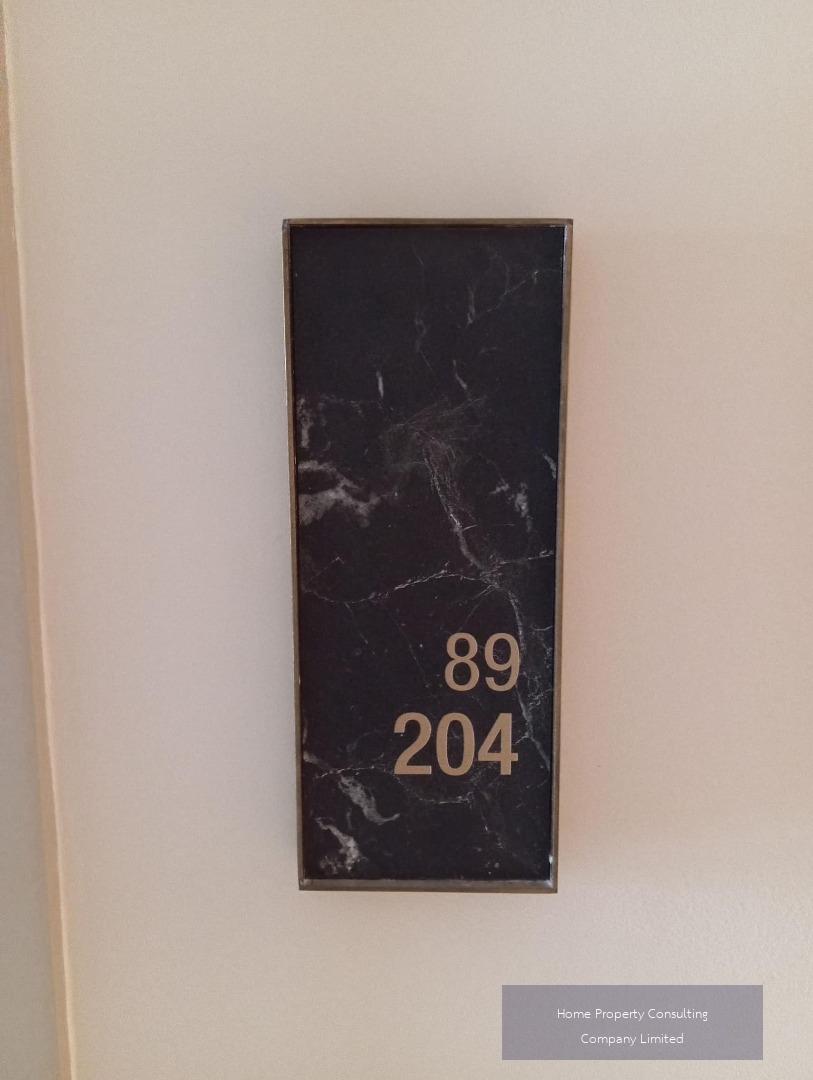 89
204
Home Property Consulting
Company Limited